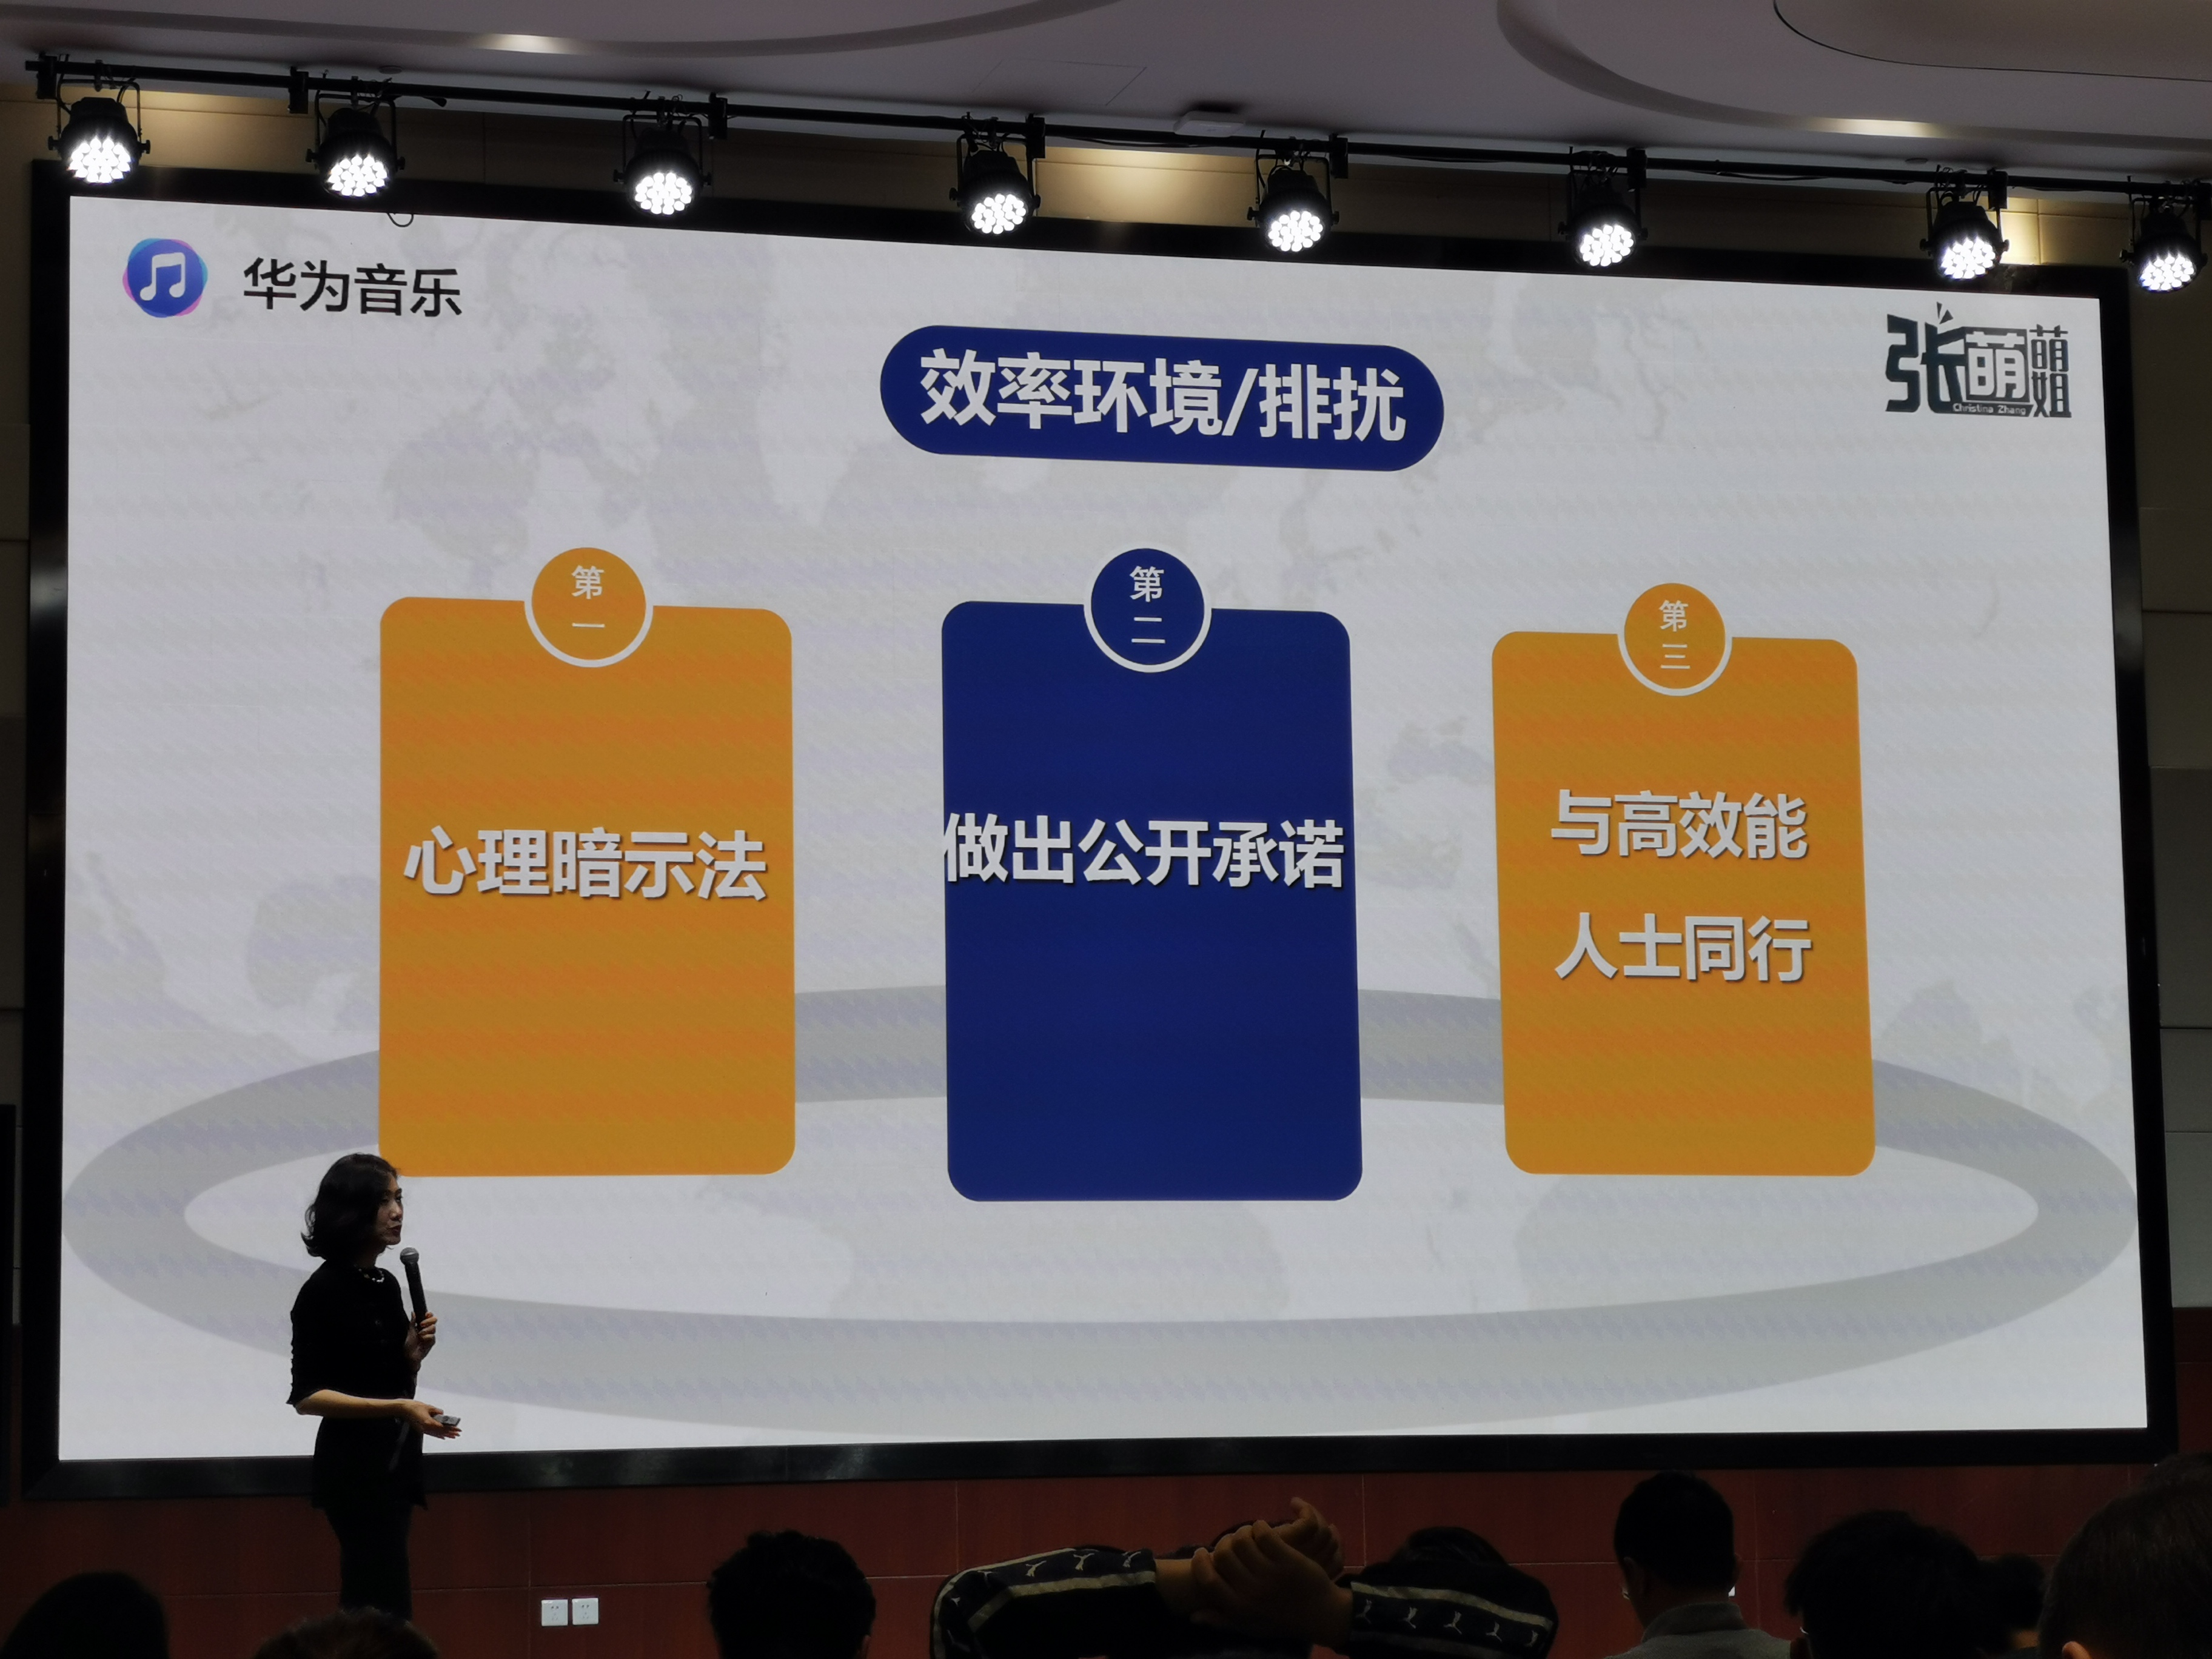 华为音乐
张萌萌姐
Christina Zhang
效率环境/排扰
第
一
心理暗示法
第
二
做出公开承诺
第
三
与高效能
人士同行